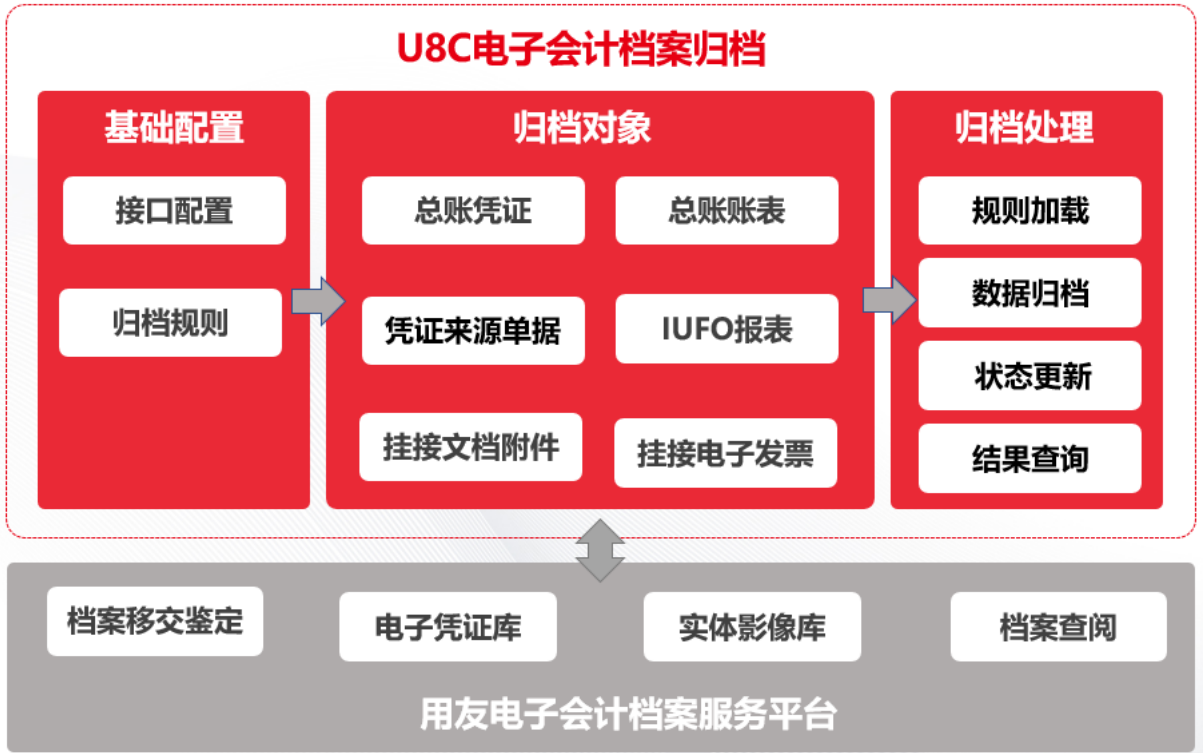 U8C电子会计档案归档
基础配置
接口配置
归档规则
归档对象
总账凭证
总账账表
凭证来源单据
IUFO报表
挂接文档附件
挂接电子发票
归档处理
规则加载
数据归档
状态更新
结果查询
档案移交鉴定
电子凭证库
实体影像库
档案查阅
用友电子会计档案服务平台